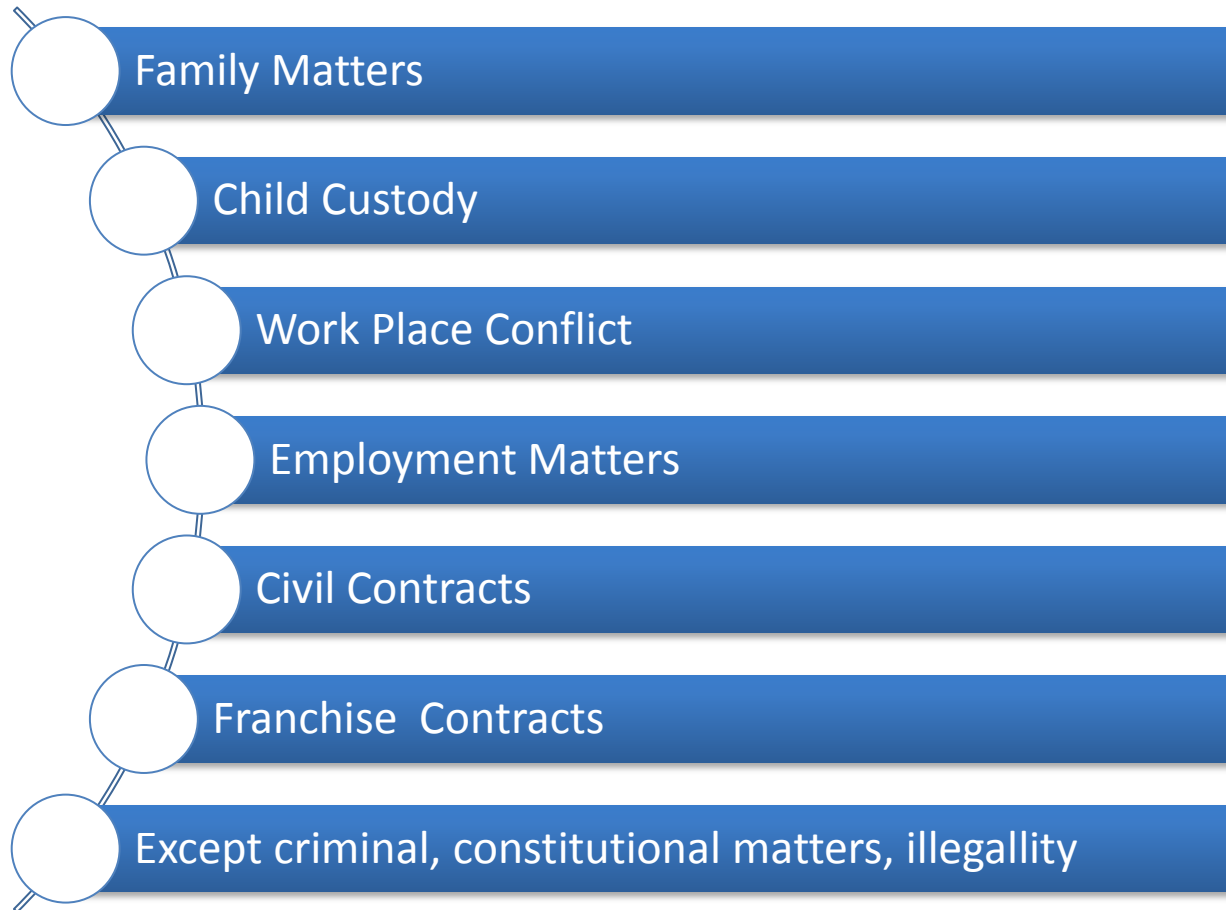 Family Matters
Child Custody
Work Place Conflict
Employment Matters
Civil Contracts
Franchise  Contracts
Except criminal, constitutional matters, illegallity